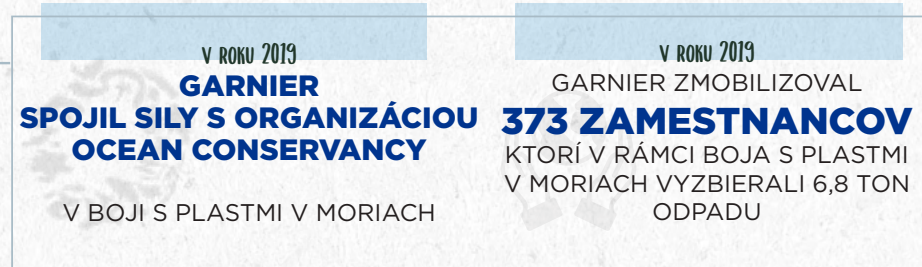 V ROKU 2019
GARNIER
SPOJIL SILY S ORGANIZÁCIOU
OCEAN CONSERVANCY
V BOJI S PLASTMI V MORIACH
V ROKU 2019
GARNIER ZMOBILIZOVAL
373 ZAMESTNANCOV
KTORÍ V RÁMCI BOJA S PLASTMI
V MORIACH VYZBIERALI 6,8 TON
ODPADU